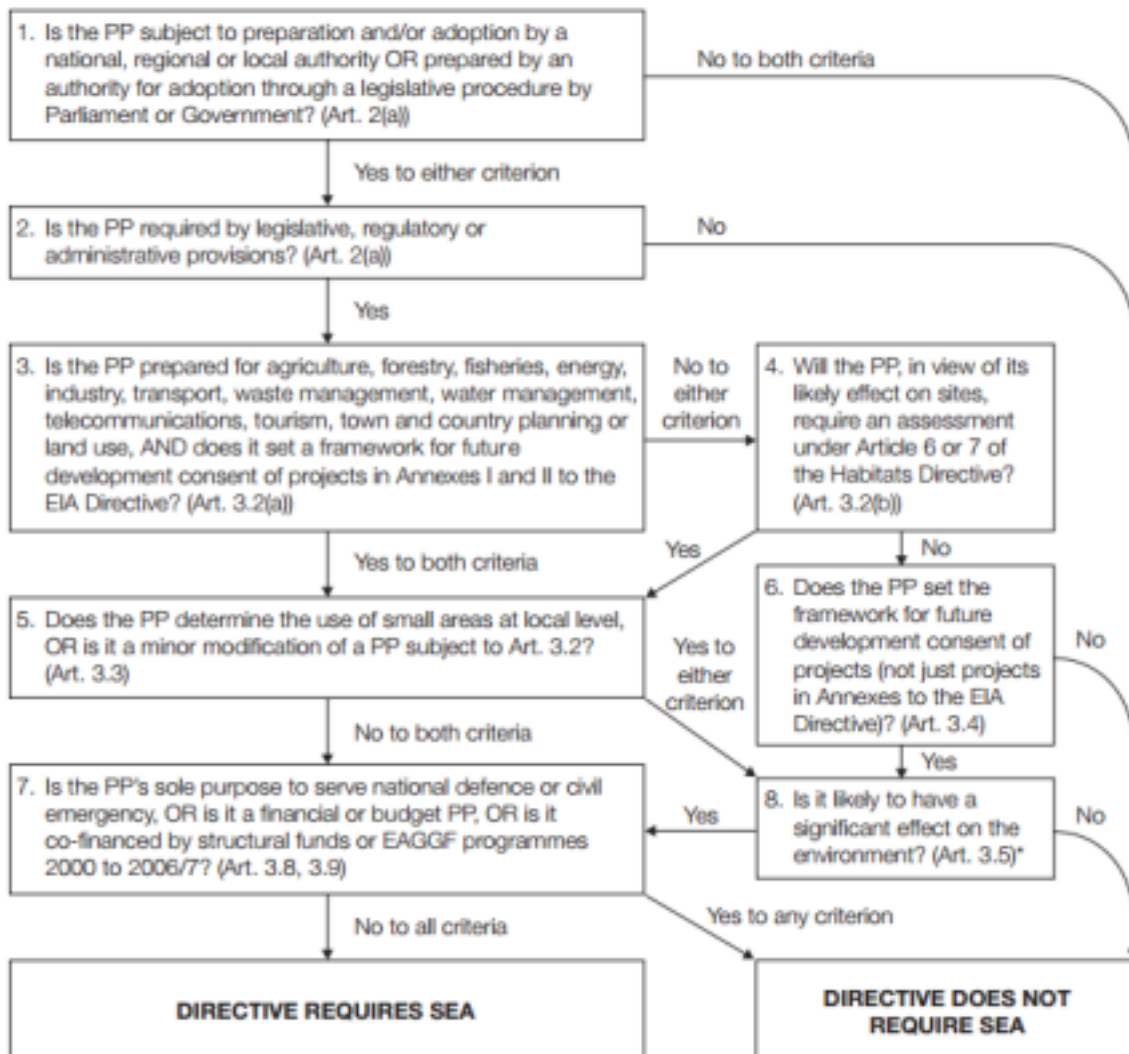 1. Is the PP subject to preparation and/or adoption by a
national, regional or local authority OR prepared by an
authority for adoption through a legislative procedure by
Parliament or Government? (Art. 2(a))
No to both criteria
Yes to either criterion
2. Is the PP required by legislative, regulatory or
administrative provisions? (Art. 2(a))
No
Yes
3. Is the PP prepared for agriculture, forestry, fisheries, energy,
industry, transport, waste management, water management,
telecommunications, tourism, town and country planning or
land use, AND does it set a framework for future
development consent of projects in Annexes I and II to the
EIA Directive? (Art. 3.2(a))
No to
either
criterion
4. Will the PP, in view of its
likely effect on sites,
require an assessment
under Article 6 or 7 of
the Habitats Directive?
(Art. 3.2(b))
Yes to both criteria
Yes
No
5. Does the PP determine the use of small areas at local level,
OR is it a minor modification of a PP subject to Art. 3.2?
(Art. 3.3)
Yes to
either
criterion
6. Does the PP set the
framework for future
development consent of
projects (not just projects
in Annexes to the EIA
Directive)? (Art. 3.4)
No
No to both criteria
Yes
7. Is the PP's sole purpose to serve national defence or civil
emergency, OR is it a financial or budget PP, OR is it
co-financed by structural funds or EAGGF programmes
2000 to 2006/7? (Art. 3.8, 3.9)
Yes
8. Is it likely to have a
significant effect on the
environment? (Art. 3.5)*
No
No to all criteria
Yes to any criterion
DIRECTIVE REQUIRES SEA
DIRECTIVE DOES NOT
REQUIRE SEA